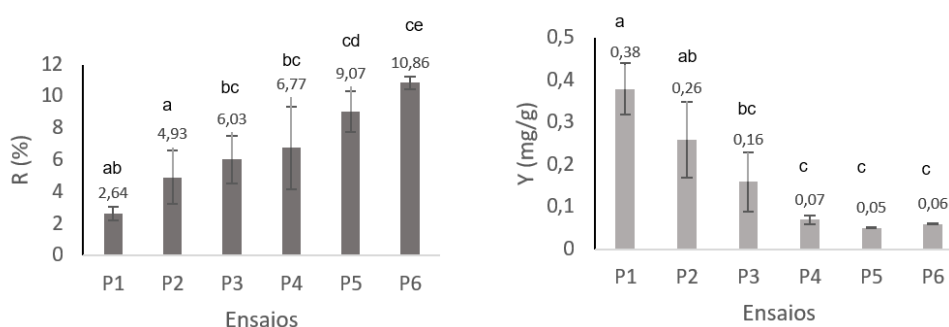 R (%)
12
10
8
6
4
2
0
ab
a
bc
bc
cd
ce
2,64
4,93
6,03
6,77
9,07
10,86
P1 P2 P3 P4 P5 P6
Ensaios
Y (mg/g)
0,5
0,4
0,3
0,2
0,1
0
a
ab
bc
c
c
c
0,38
0,26
0,16
0,07
0,05
0,06
P1 P2 P3 P4 P5 P6
Ensaios